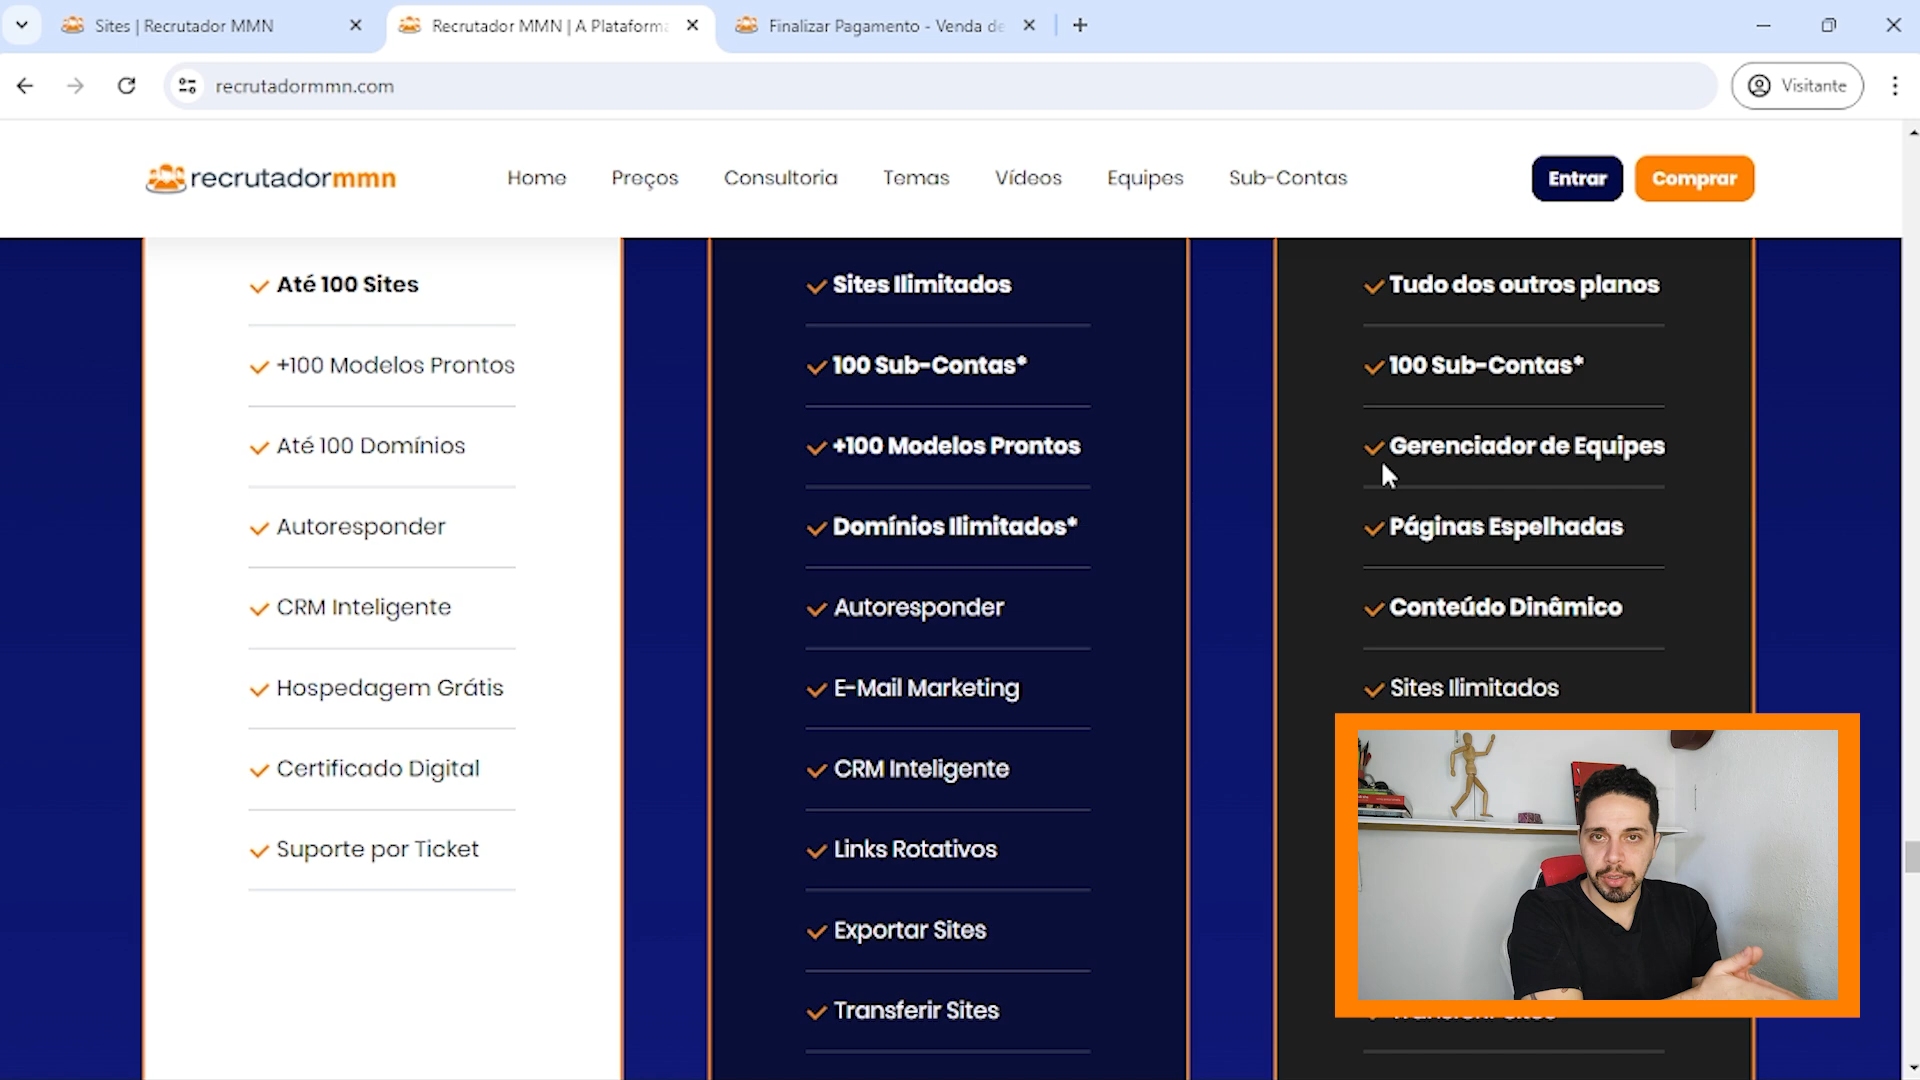 Sites | Recrutador MMN
Recrutador MMN | A Plataforma
Finalizar Pagamento - Venda de
recrutadormmn.com
Visitante
recrutadormmn
Home
Preços
Consultoria
Temas
Vídeos
Equipes
Sub-Contas
Entrar
Comprar
Até 100 Sites
+100 Modelos Prontos
Até 100 Domínios
Autoresponder
CRM Inteligente
Hospedagem Grátis
Certificado Digital
Suporte por Ticket
Sites Ilimitados
100 Sub-Contas*
+100 Modelos Prontos
Domínios Ilimitados*
Autoresponder
E-Mail Marketing
CRM Inteligente
Links Rotativos
Exportar Sites
Transferir Sites
Tudo dos outros planos
100 Sub-Contas*
Gerenciador de Equipes
Páginas Espelhadas
Conteúdo Dinâmico
Sites Ilimitados